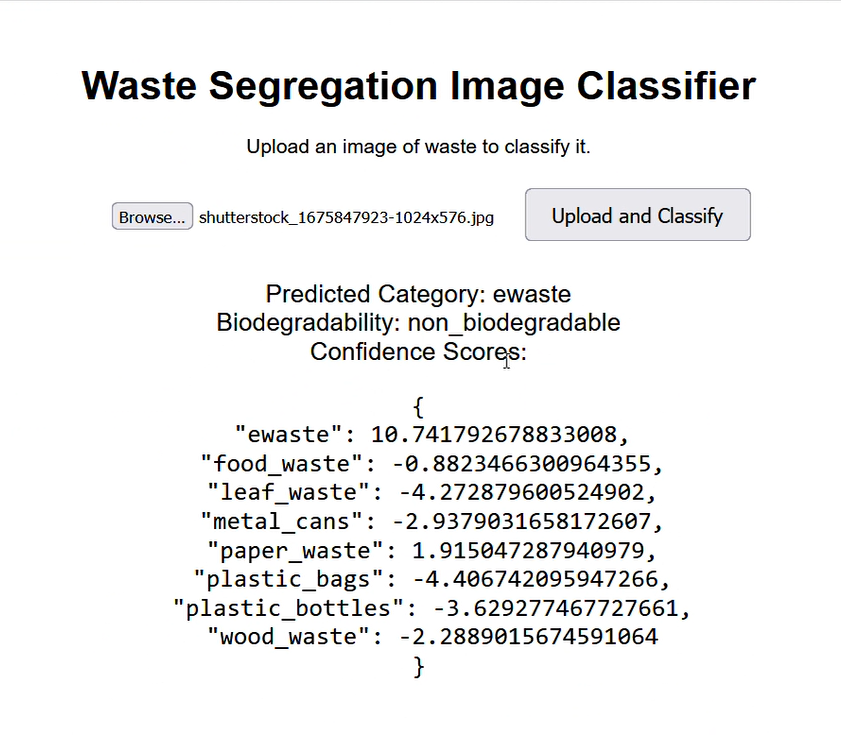 Waste Segregation Image Classifier
Upload an image of waste to classify it.
Browse... shutterstock_1675847923-1024x576.jpg Upload and Classify
Predicted Category: ewaste
Biodegradability: non_biodegradable
Confidence Scores:
{
"ewaste": 10.741792678833008,
"food_waste": -0.8823466300964355,
"leaf_waste": -4.272879600524902,
"metal_cans": -2.9379031658172607,
"paper_waste": 1.915047287940979,
"plastic_bags": -4.406742095947266,
"plastic_bottles": -3.629277467727661,
"wood_waste": -2.2889015674591064
}